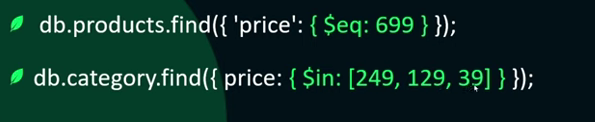 db.products.find({ 'price': { $eq: 699 } });
db.category.find({ price: { $in: [249, 129, 39] } });